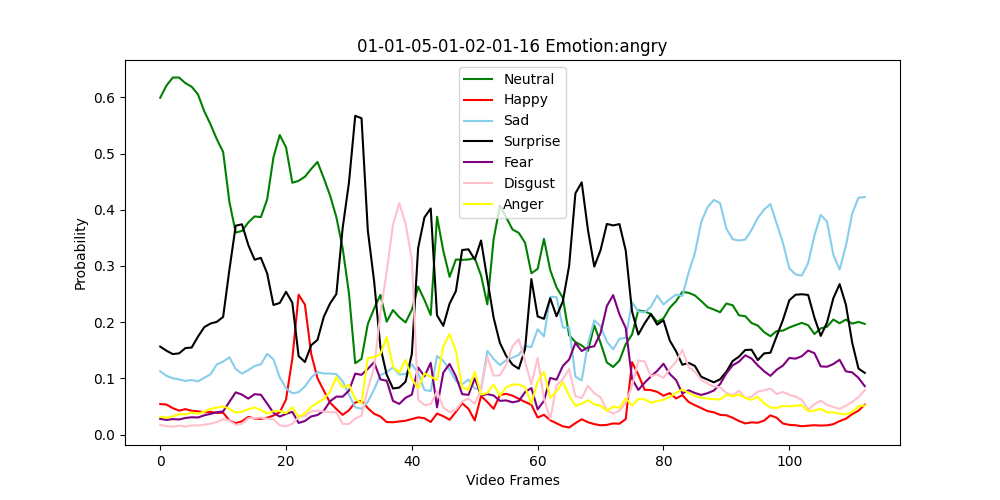 01-01-05-01-02-01-16 Emotion:angry
Probability
0.6
0.5
0.4
0.3
0.2
0.1
0.0
Neutral
Happy
Sad
Surprise
Fear
Disgust
Anger
0 20 40 60 80 100
Video Frames